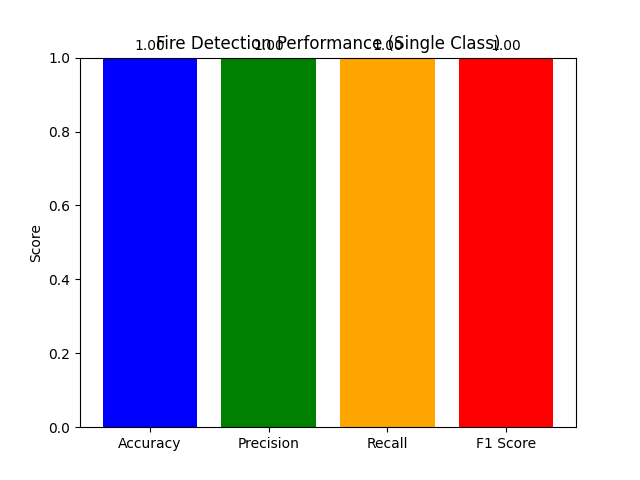 Fire Detection Performance (Single Class)
1.00 1.00 1.00 1.00
1.0
0.8
0.6
0.4
0.2
0.0
Score
Accuracy Precision Recall F1 Score